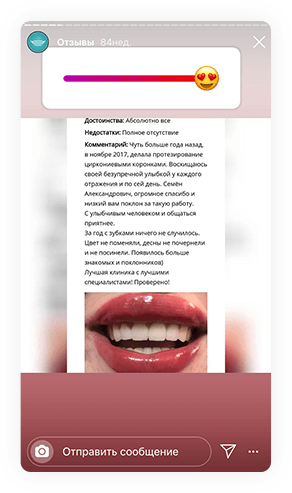 Отзывы 84нед.
Достоинства: Абсолютно все
Недостатки: Полное отсутствие
Комментарий: Чуть больше года назад,
в ноябре 2017, делала протезирование
циркониевыми коронками. Восхищаюсь
своей безупречной улыбкой у каждого
отражения и по сей день. Семён
Александрович, огромное спасибо и
низкий вам поклон за такую работу.
С улыбчивым человеком и общаться
приятнее.
За год с зубками ничего не случилось.
Цвет не поменяли, десны не почернели
и не посинели. Появилось больше
знакомых и поклонников)
Лучшая клиника с лучшими
специалистами! Проверено!
Отправить сообщение